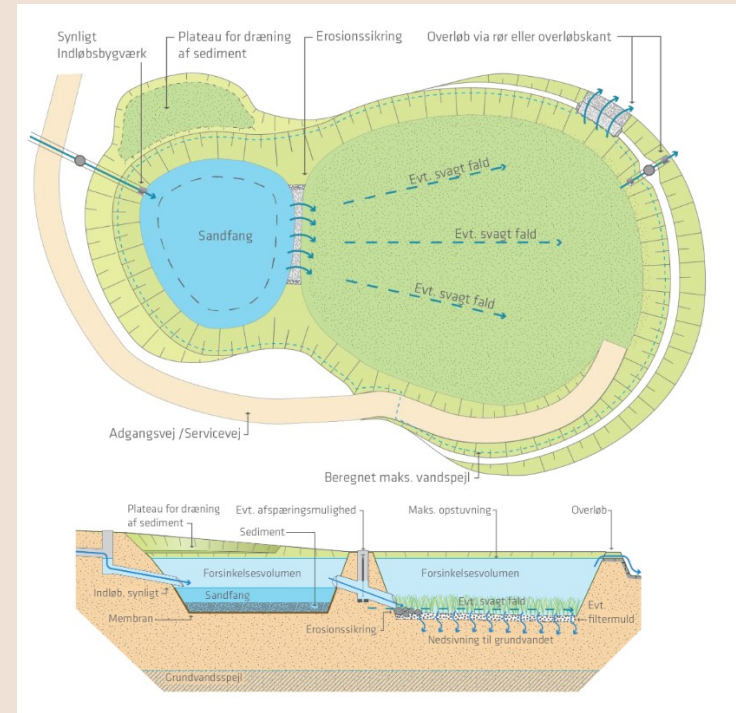 Synligt
Indløbsbygværk
Plateau for dræning
af sediment
Erosionssikring
Overløb via rør eller overløbskant
Evt. svagt fald
Sandfang
Evt. svagt fald
Evt. svagt fald
Adgangsvej /Servicevej
Beregnet maks. vandspejl
Plateau for dræning
af sediment
Evt. afspæringsmulighed
Sediment
Maks. opstuvning
Overløb
Forsinkelsesvolumen
Forsinkelsesvolumen
Indløb. synligt
Sandfang
Evt. svagt fald
Evt.
filtermuld
Membran
Erosionssikring
Nedsivning til grundvandet
Grundvandsspejl